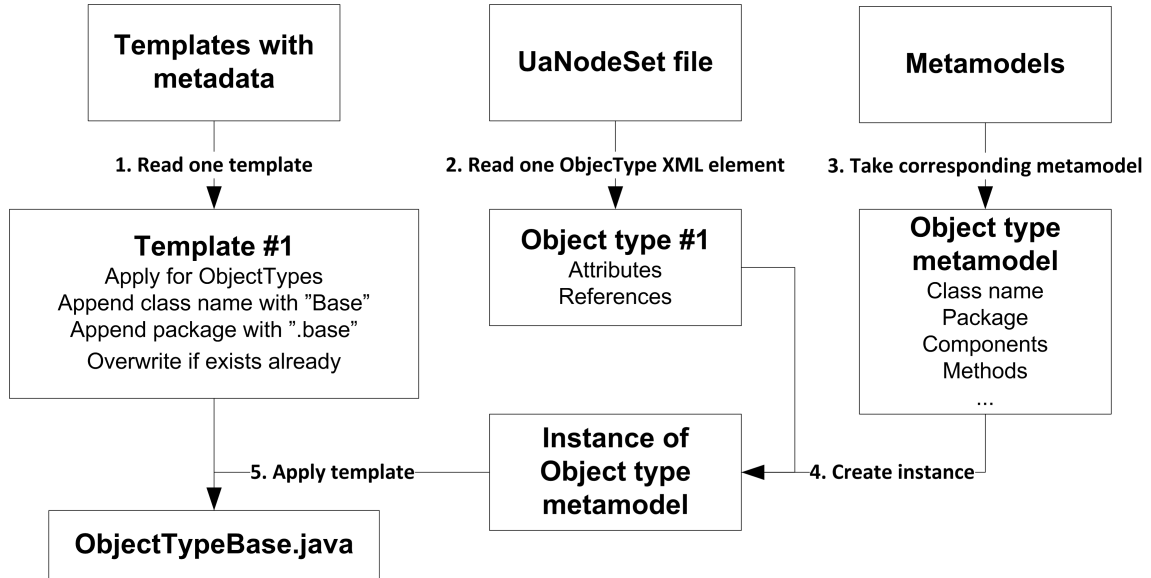 Templates with
metadata
UaNodeSet file
Metamodels
1. Read one template
2. Read one ObjecType XML element
3. Take corresponding metamodel
Template #1
Apply for ObjectTypes
Append class name with ”Base”
Append package with ”.base”
Overwrite if exists already
Object type #1
Attributes
References
Object type
metamodel
Class name
Package
Components
Methods
...
Instance of
Object type
metamodel
4. Create instance
5. Apply template
ObjectTypeBase.java